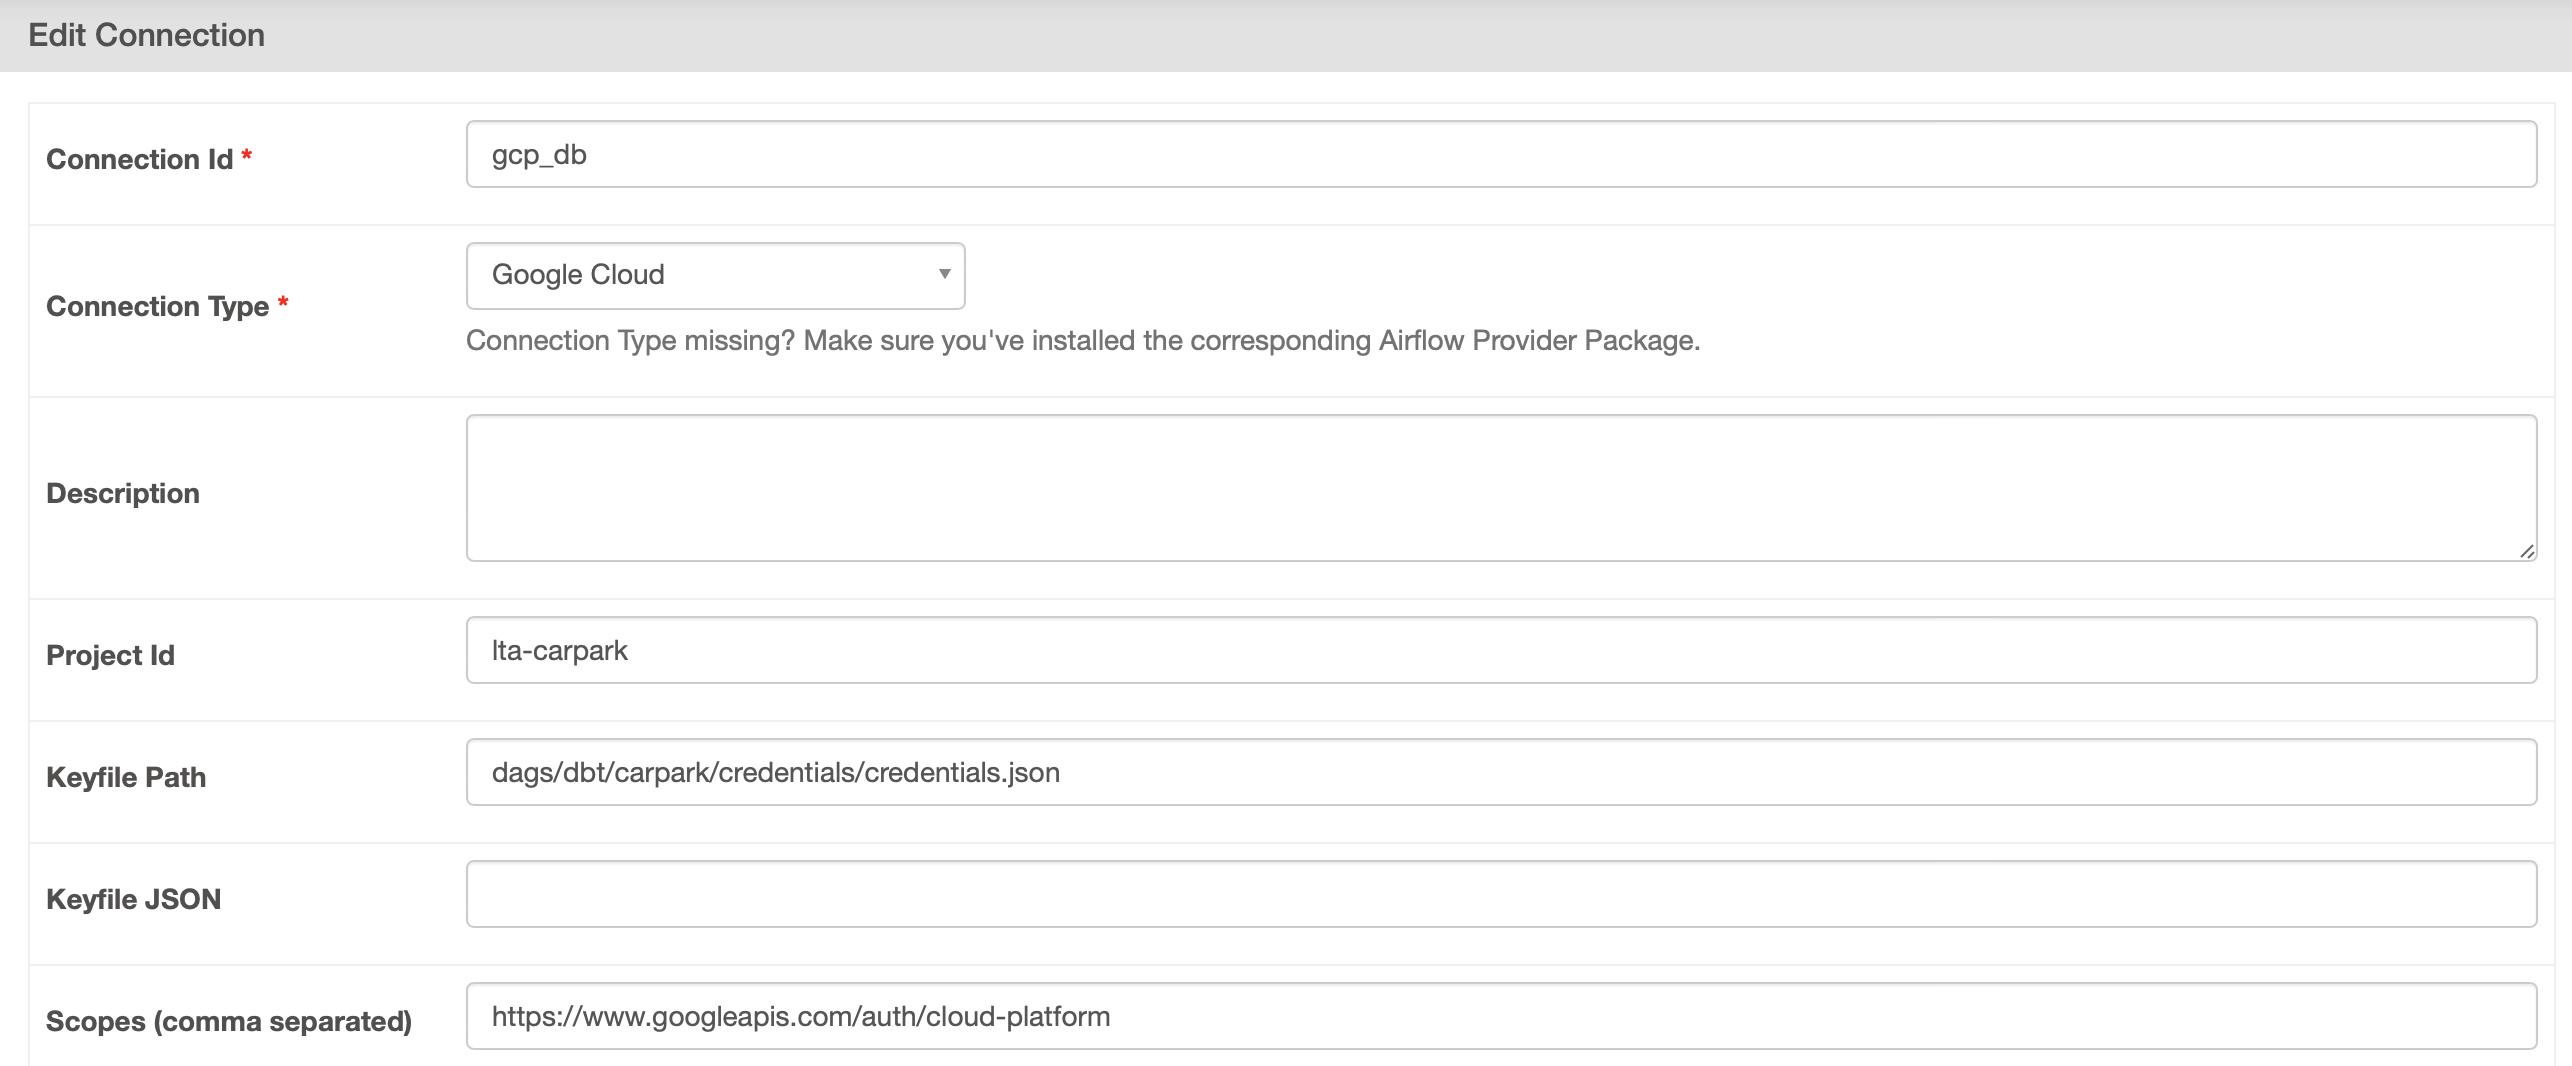 Edit Connection
Connection Id *
gcp_db
Connection Type *
Google Cloud
Connection Type missing? Make sure you've installed the corresponding Airflow Provider Package.
Description
Project Id
lta-carpark
Keyfile Path
dags/dbt/carpark/credentials/credentials.json
Keyfile JSON
Scopes (comma separated)
https://www.googleapis.com/auth/cloud-platform